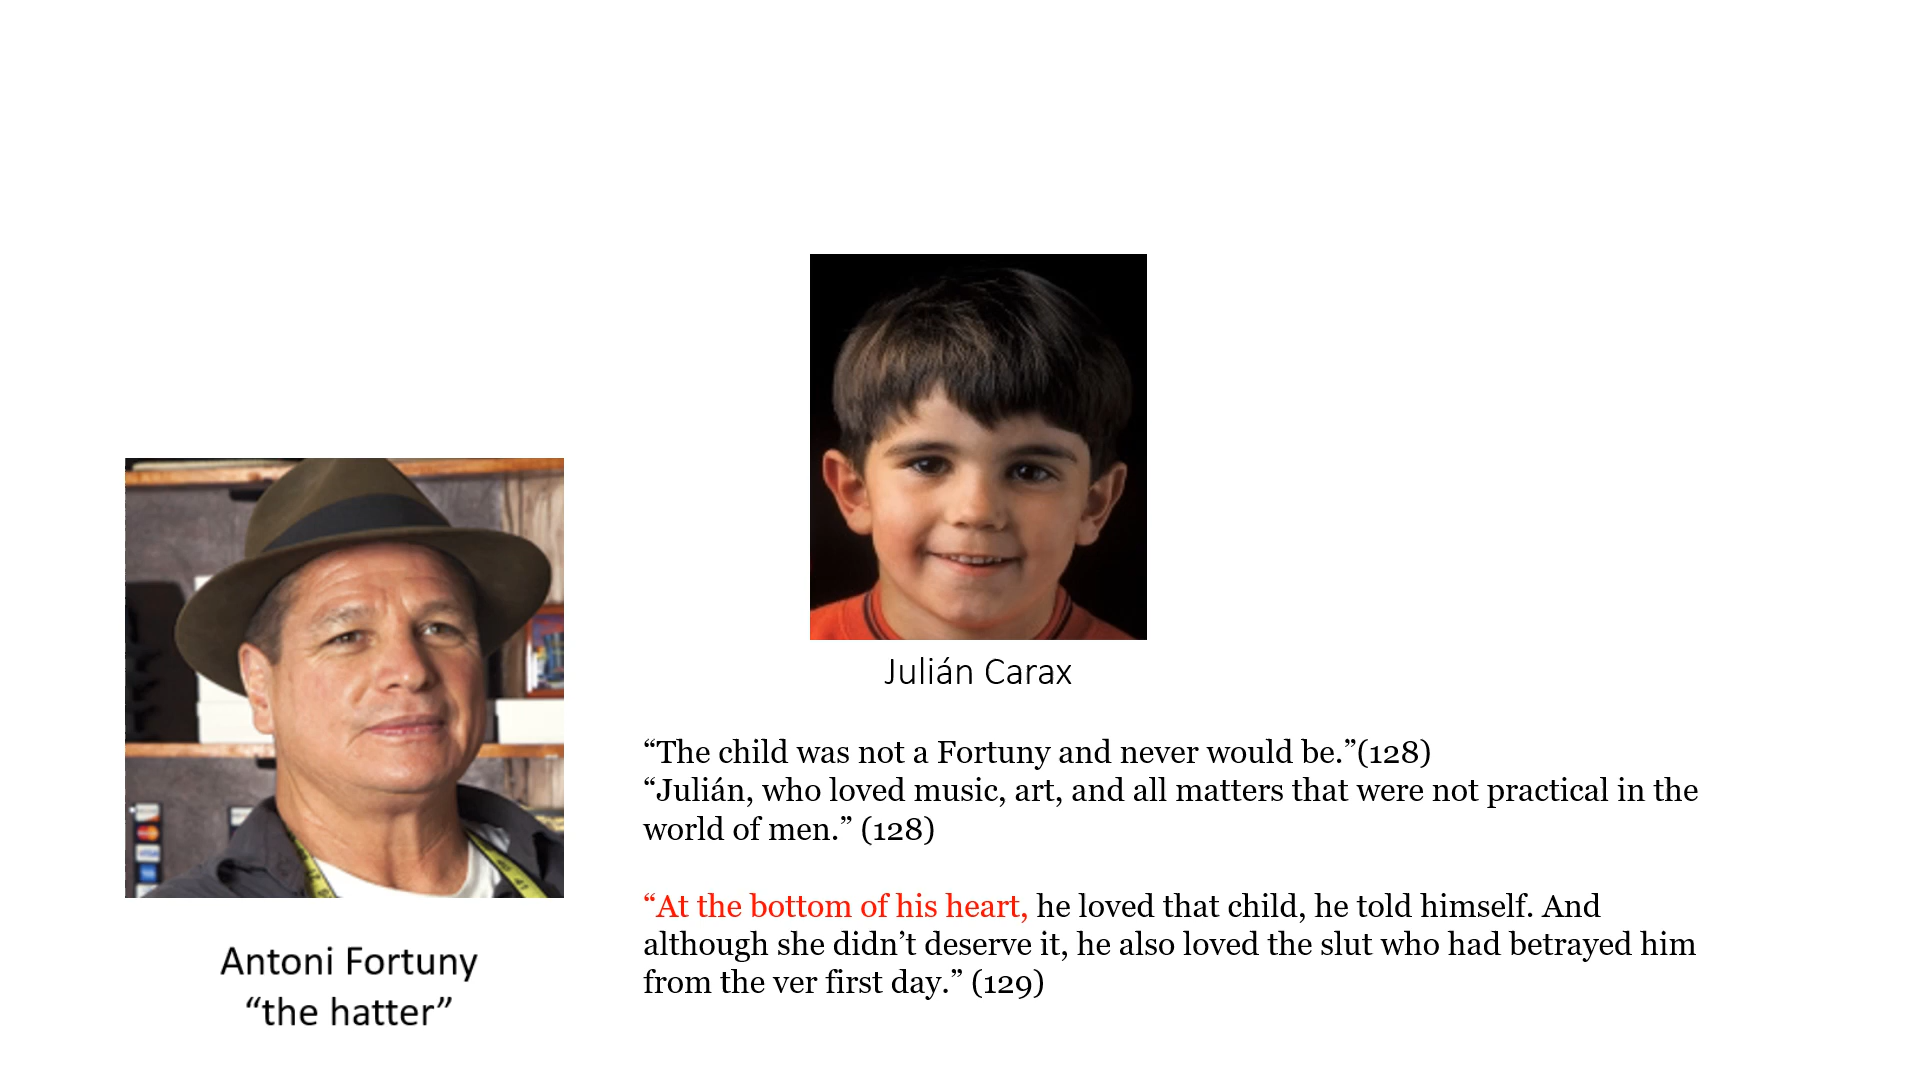 Julián Carax
“The child was not a Fortuny and never would be.”(128)
“Julián, who loved music, art, and all matters that were not practical in the
world of men.” (128)
“At the bottom of his heart, he loved that child, he told himself. And
although she didn’t deserve it, he also loved the slut who had betrayed him
from the ver first day.” (129)
Antoni Fortuny
“the hatter”